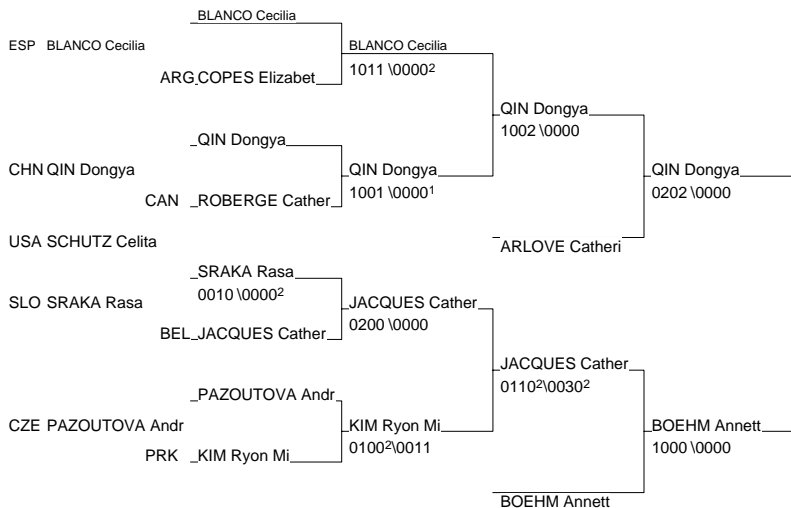 BLANCO Cecilia
ESP BLANCO Cecilia
BLANCO Cecilia
1011 \0000²
ARG COPES Elizabet
QIN Dongya
1002 \0000
QIN Dongya
CHN QIN Dongya
QIN Dongya
1001 \0000¹
QIN Dongya
0202 \0000
CAN ROBERGE Cather
USA SCHUTZ Celita
ARLOVE Catheri
SRAKA Rasa
0010 \0000²
SLO SRAKA Rasa
JACQUES Cather
0200 \0000
BEL JACQUES Cather
JACQUES Cather
0110²\0030²
PAZOUTOVA Andr
CZE PAZOUTOVA Andr
KIM Ryon Mi
0100²\0011
BOEHM Annett
1000 \0000
PRK KIM Ryon Mi
BOEHM Annett